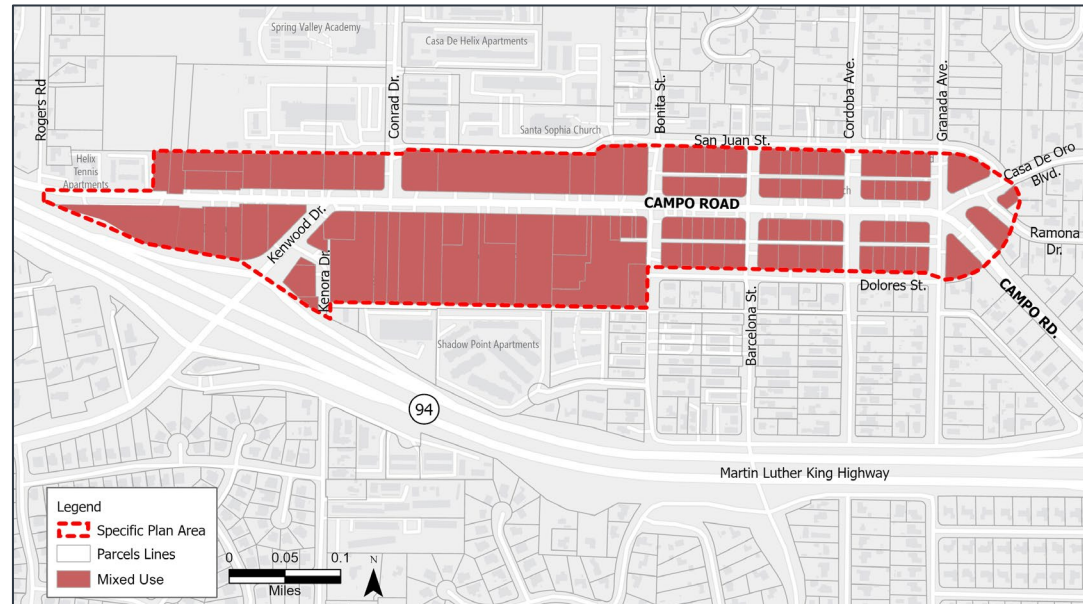 Spring Valley Academy
Casa De Helix Apartments
Rogers Rd
Conrad Dr.
Bonita St.
Cordoba Ave.
Granada Ave.
Santa Sophia Church
San Juan St.
Helix
Tennis
Apartments
Casa De Oro
Blvd.
CAMPO ROAD
Kenwood Dr.
Ramona
Dr.
Kenora Dr.
Dolores St.
CAMPO RD.
Barcelona St.
Shadow Point Apartments
94
Martin Luther King Highway
Legend
Specific Plan Area
Parcels Lines
Mixed Use
0 0.05 0.1
Miles
N